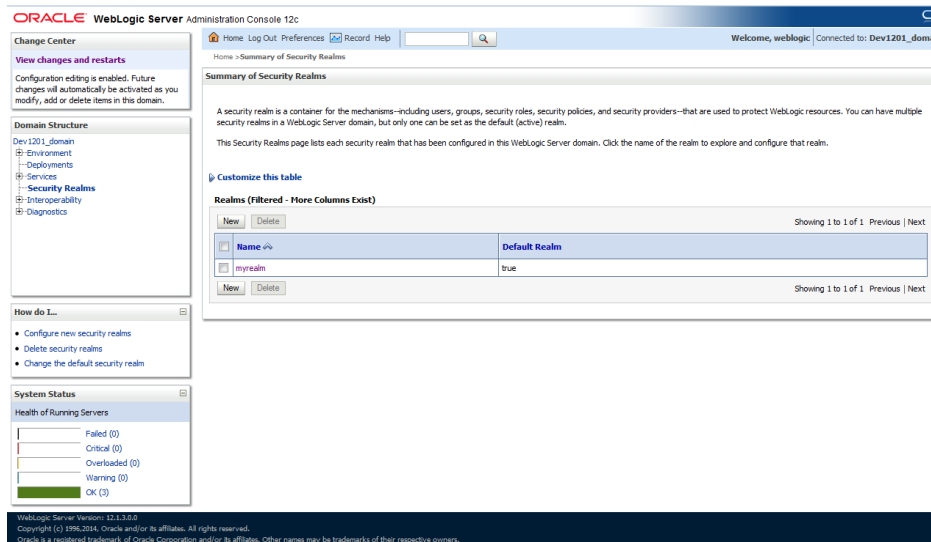 ORACLE WebLogic Server Administration Console 12c
Change Center
View changes and restarts
Configuration editing is enabled. Future
changes will automatically be activated as you
modify, add or delete items in this domain.
Domain Structure
Dev1201_domain
Environment
Deployments
Services
Security Realms
Interoperability
Diagnostics
How do I...
Configure new security realms
Delete security realms
Change the default security realm
System Status
Health of Running Servers
Failed (0)
Critical (0)
Overloaded (0)
Warning (0)
OK (3)
Home Log Out Preferences Record Help
Welcome, weblogic Connected to: Dev1201_doma
Home >Summary of Security Realms
Summary of Security Realms
A security realm is a container for the mechanisms--including users, groups, security roles, security policies, and security providers--that are used to protect WebLogic resources. You can have multiple
security realms in a WebLogic Server domain, but only one can be set as the default (active) realm.
This Security Realms page lists each security realm that has been configured in this WebLogic Server domain. Click the name of the realm to explore and configure that realm.
Customize this table
Realms (Filtered - More Columns Exist)
New Delete Showing 1 to 1 of 1 Previous | Next
Name Default Realm
myrealm true
New Delete Showing 1 to 1 of 1 Previous | Next
WebLogic Server Version: 12.1.3.0.0
Copyright (c) 1996,2014, Oracle and/or its affiliates. All rights reserved.
Oracle is a registered trademark of Oracle Corporation and/or its affiliates. Other names may be trademarks of their respective owners.